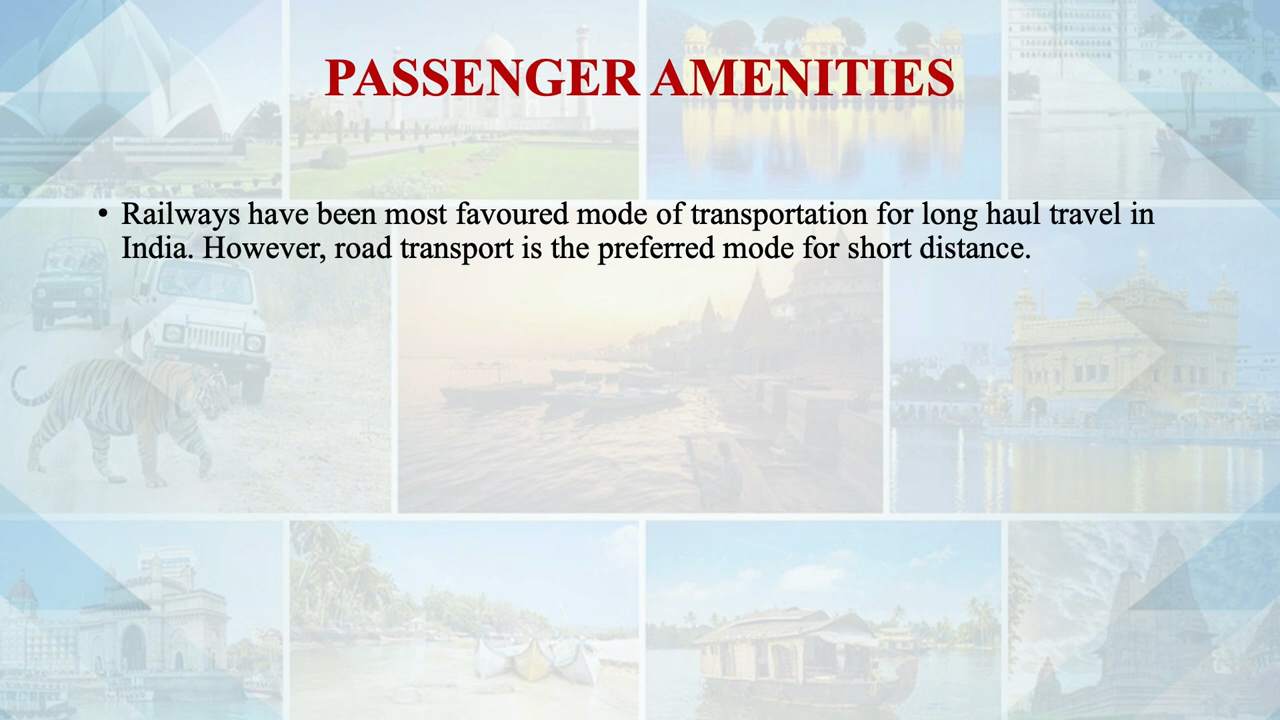 PASSENGER AMENITIES
• Railways have been most favoured mode of transportation for long haul travel in
India. However, road transport is the preferred mode for short distance.